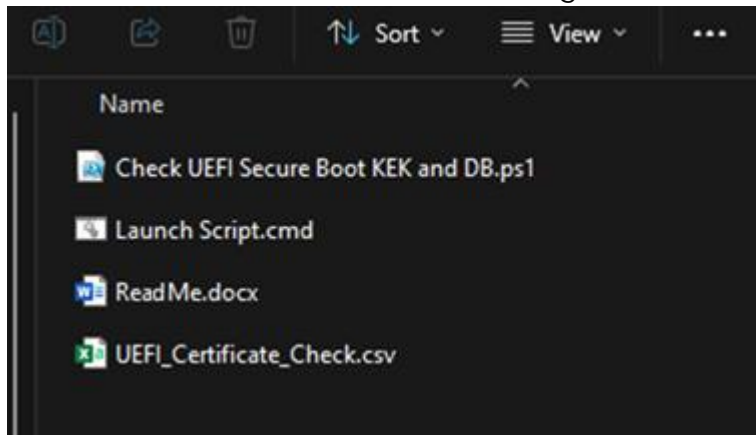 Sort
View
Name
Check UEFI Secure Boot KEK and DB.ps1
Launch Script.cmd
ReadMe.docx
UEFI_Certificate_Check.csv